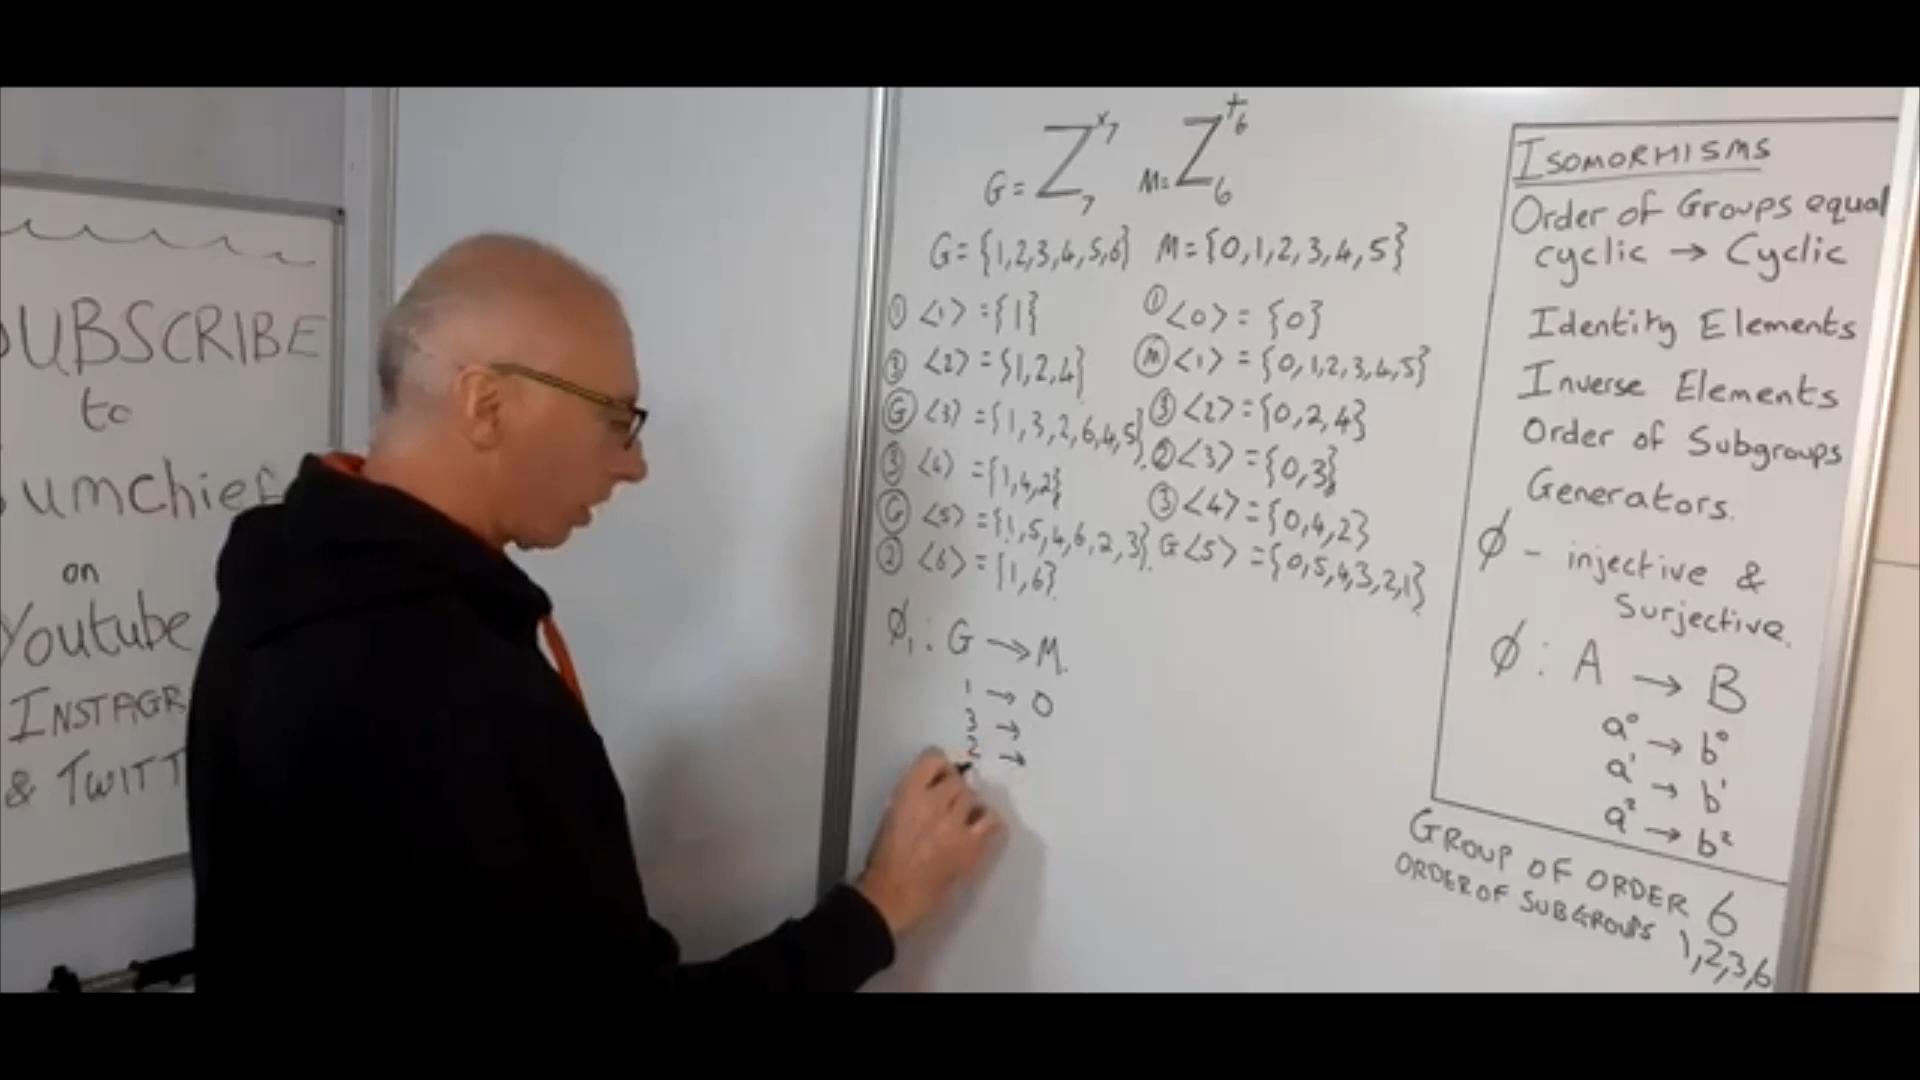 SUBSCRIBE
to
Sumchief
on
Youtube
INSTAGR
& TWITT
G = Z₇ˣ⁷ M = Z₆⁺⁶
G = {1,2,3,4,5,6} M = {0,1,2,3,4,5}
① <1> = {1} ① <0> = {0}
③ <2> = {1,2,4} Ⓜ <1> = {0,1,2,3,4,5}
Ⓖ <3> = {1,3,2,6,4,5} ③ <2> = {0,2,4}
③ <4> = {1,4,2} ② <3> = {0,3}
Ⓖ <5> = {1,5,4,6,2,3} ③ <4> = {0,4,2}
② <6> = {1,6} G <5> = {0,5,4,3,2,1}
∅₁ : G → M.
1 → 0
3 →
2 →
ISOMORHISMS
Order of Groups equal
cyclic → Cyclic
Identity Elements
Inverse Elements
Order of Subgroups
Generators.
∅ - injective &
Surjective.
∅ : A → B
a⁰ → b⁰
a¹ → b¹
a² → b²
GROUP OF ORDER 6
ORDER OF SUBGROUPS 1,2,3,6